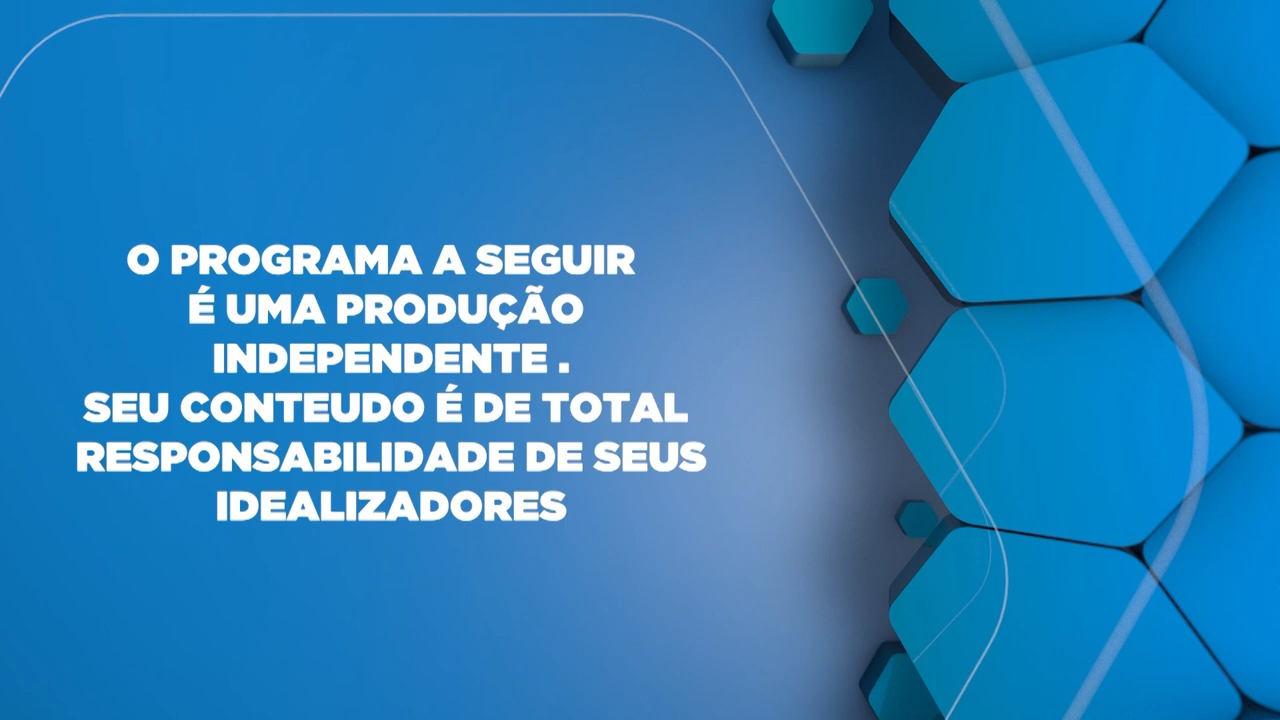 O PROGRAMA A SEGUIR
É UMA PRODUÇÃO
INDEPENDENTE .
SEU CONTEUDO É DE TOTAL
RESPONSABILIDADE DE SEUS
IDEALIZADORES